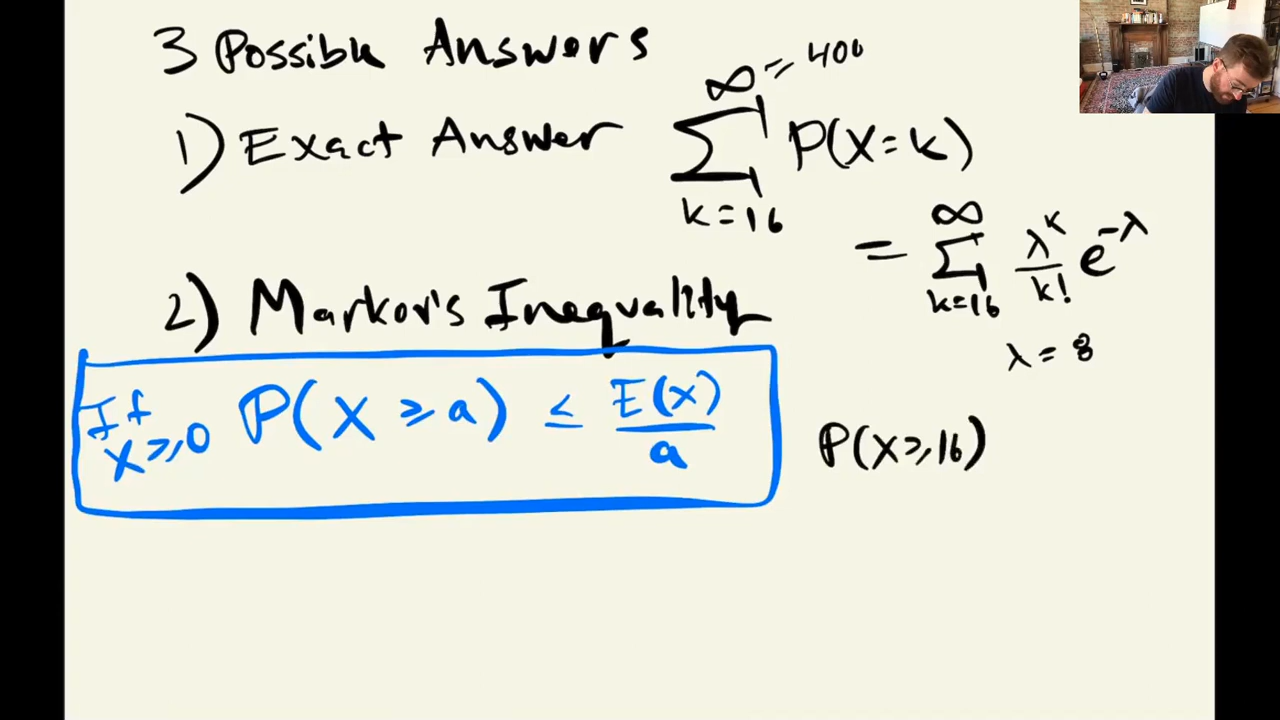 3 Possible Answers
1) Exact Answer ∑_{k=16}^{∞ = 400} P(X=k)
= ∑_{k=16}^{∞} λ^k/k! e^{-λ}
λ = 8
2) Markov's Inequality
If X ≥ 0 P(X ≥ a) ≤ E(X)/a
P(X ≥ 16)